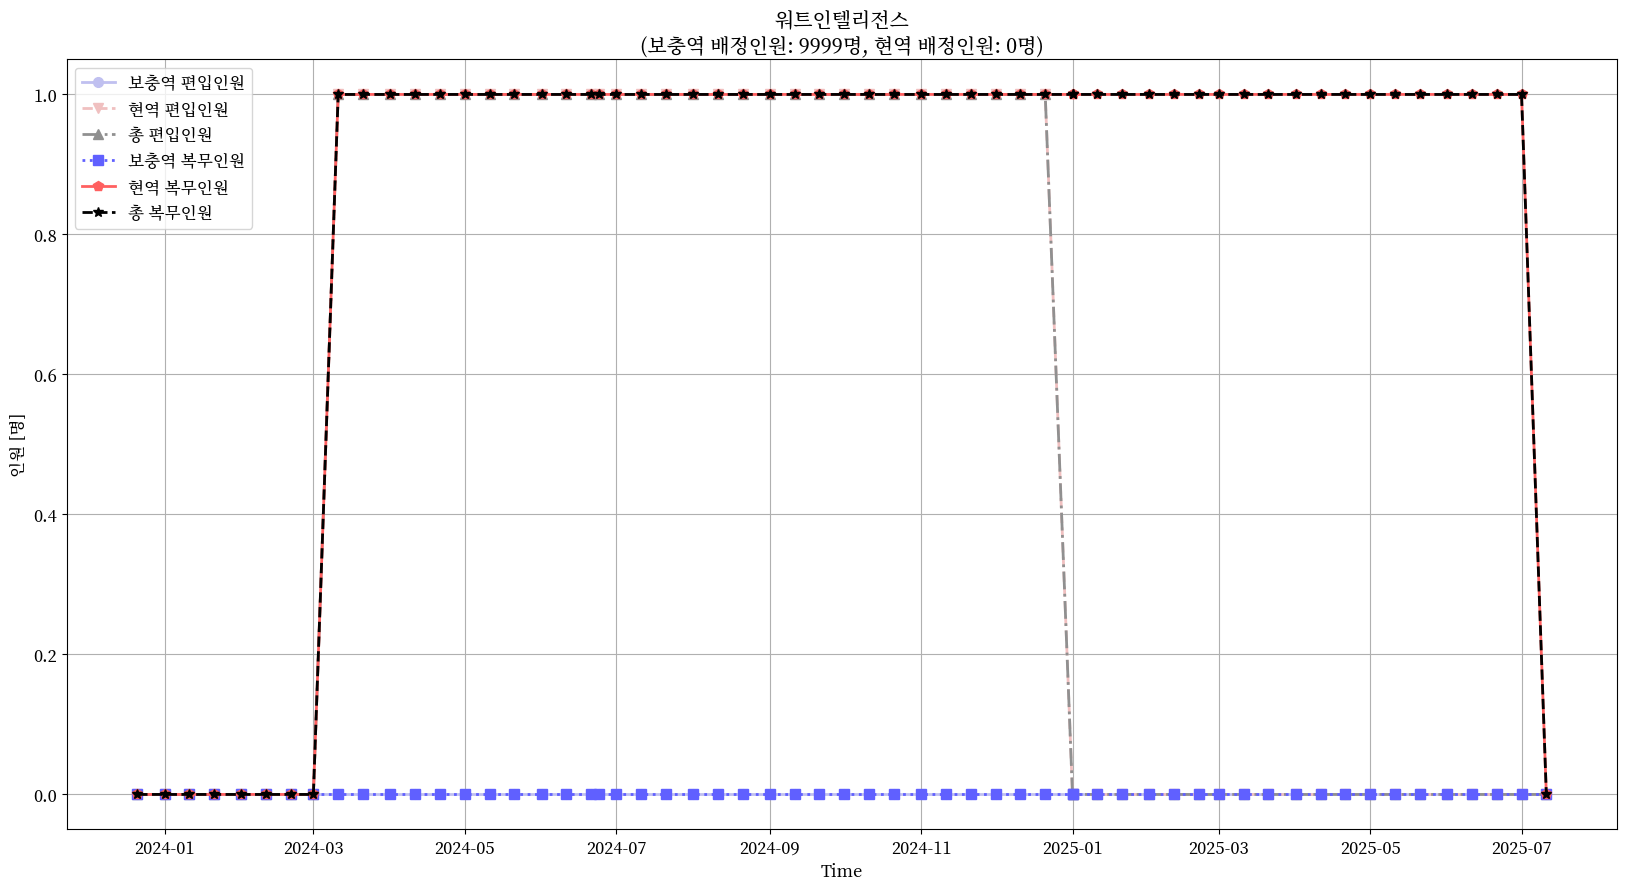 워트인텔리전스
(보충역 배정인원: 9999명, 현역 배정인원: 0명)
보충역 편입인원
현역 편입인원
총 편입인원
보충역 복무인원
현역 복무인원
총 복무인원
1.0
0.8
0.6
0.4
0.2
0.0
인원 [명]
2024-01
2024-03
2024-05
2024-07
2024-09
2024-11
2025-01
2025-03
2025-05
2025-07
Time